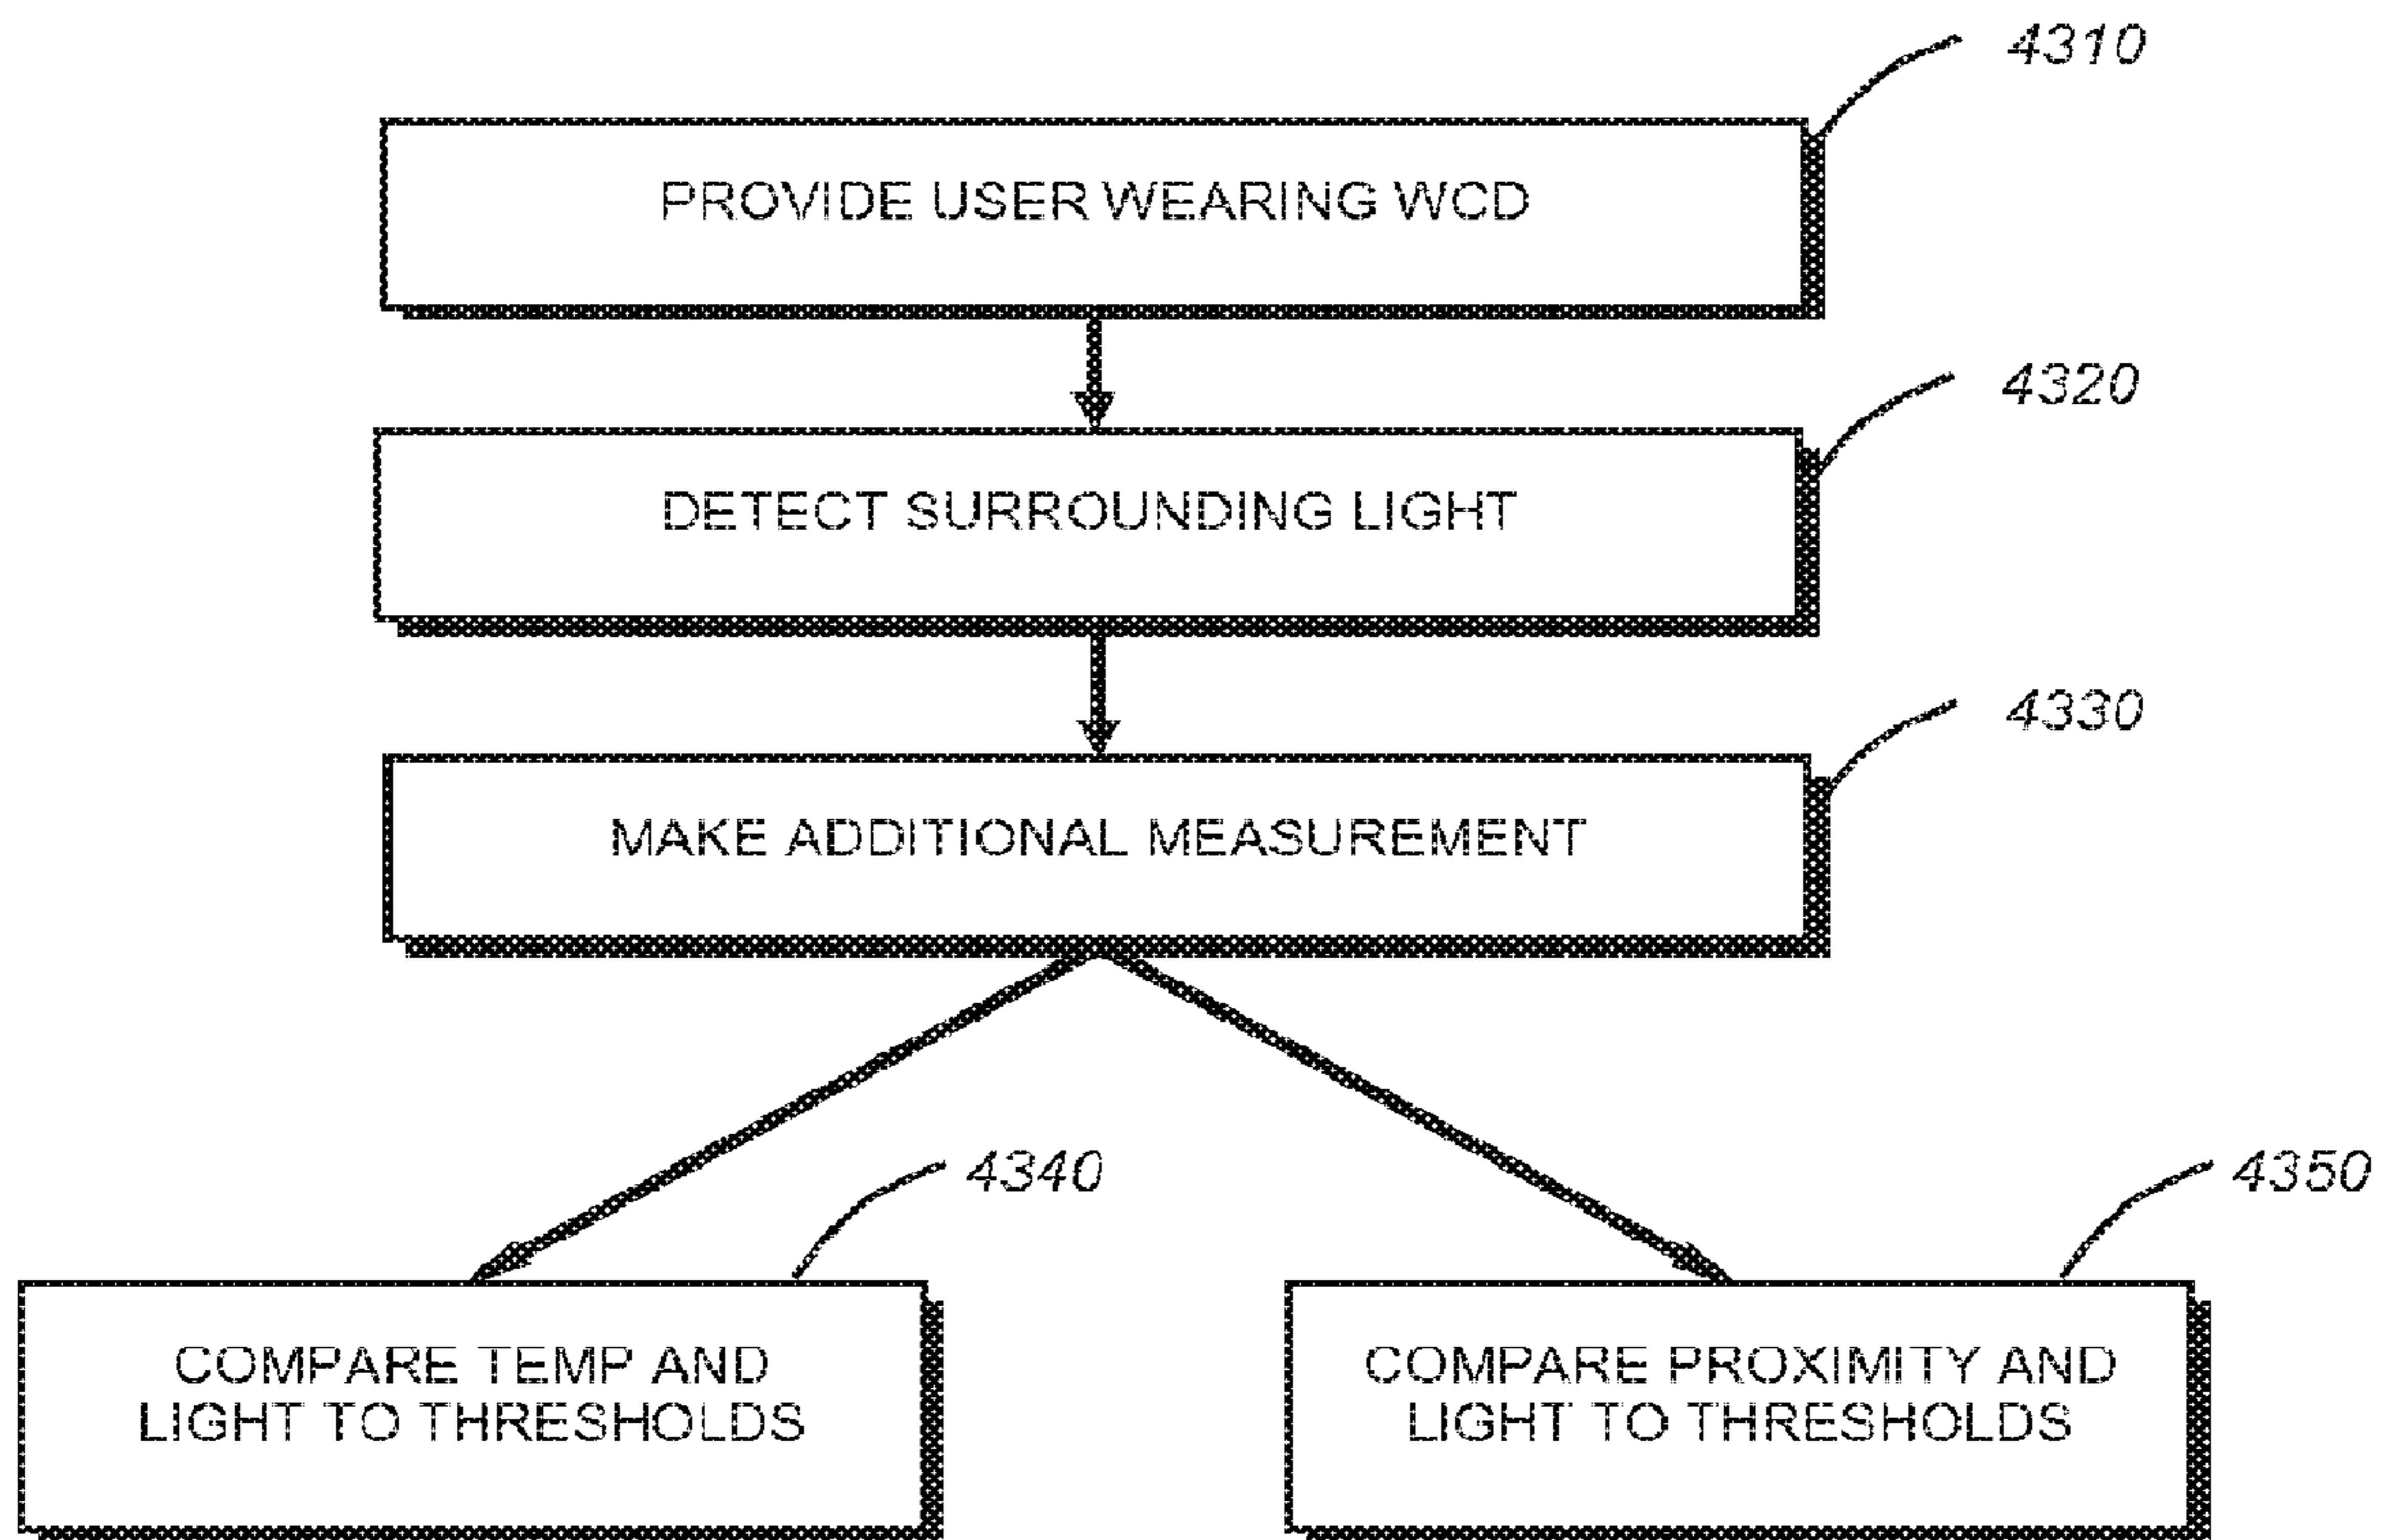 4310
PROVIDE USER WEARING WCD
4320
DETECT SURROUNDING LIGHT
4330
MAKE ADDITIONAL MEASUREMENT
4340
4350
COMPARE TEMP AND
LIGHT TO THRESHOLDS
COMPARE PROXIMITY AND
LIGHT TO THRESHOLDS